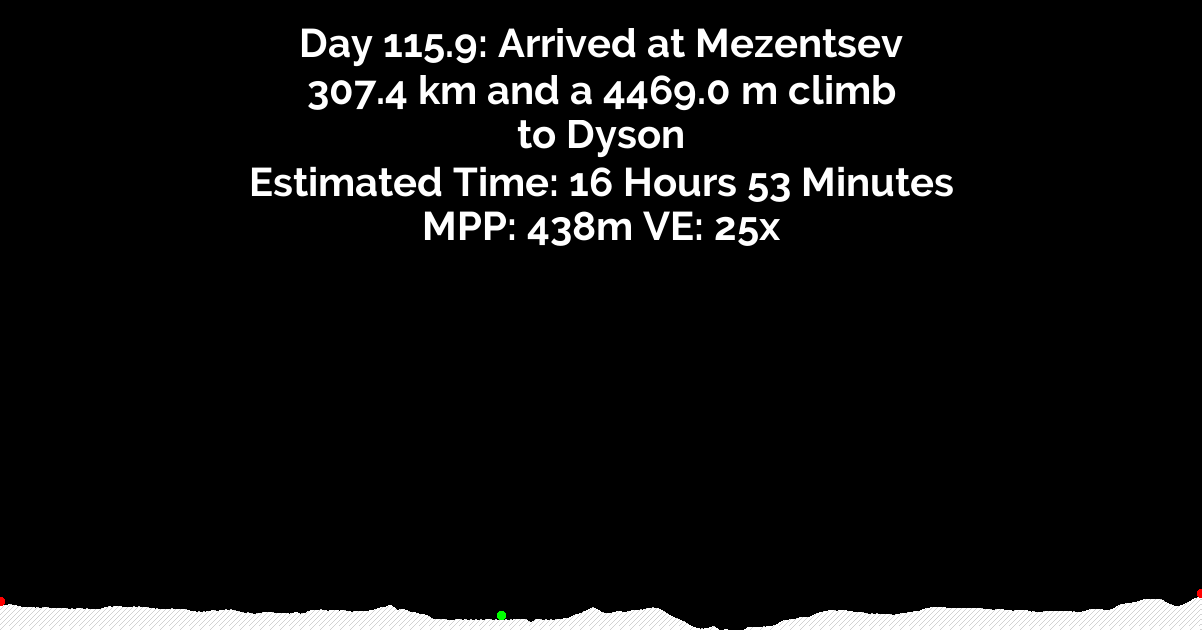 Day 115.9: Arrived at Mezentsev
307.4 km and a 4469.0 m climb
to Dyson
Estimated Time: 16 Hours 53 Minutes
MPP: 438m VE: 25x